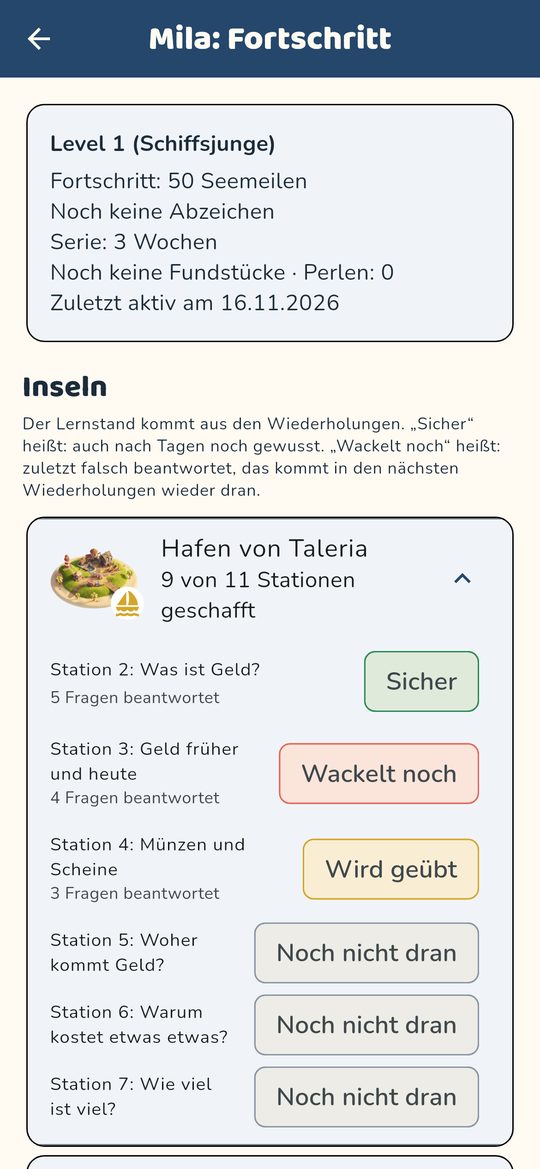 Mila: Fortschritt
Level 1 (Schiffsjunge)
Fortschritt: 50 Seemeilen
Noch keine Abzeichen
Serie: 3 Wochen
Noch keine Fundstücke · Perlen: 0
Zuletzt aktiv am 16.11.2026
Inseln
Der Lernstand kommt aus den Wiederholungen. „Sicher“
heißt: auch nach Tagen noch gewusst. „Wackelt noch“ heißt:
zuletzt falsch beantwortet, das kommt in den nächsten
Wiederholungen wieder dran.
Hafen von Taleria
9 von 11 Stationen
geschafft
Station 2: Was ist Geld?
5 Fragen beantwortet
Sicher
Station 3: Geld früher
und heute
4 Fragen beantwortet
Wackelt noch
Station 4: Münzen und
Scheine
3 Fragen beantwortet
Wird geübt
Station 5: Woher
kommt Geld?
Noch nicht dran
Station 6: Warum
kostet etwas etwas?
Noch nicht dran
Station 7: Wie viel
ist viel?
Noch nicht dran